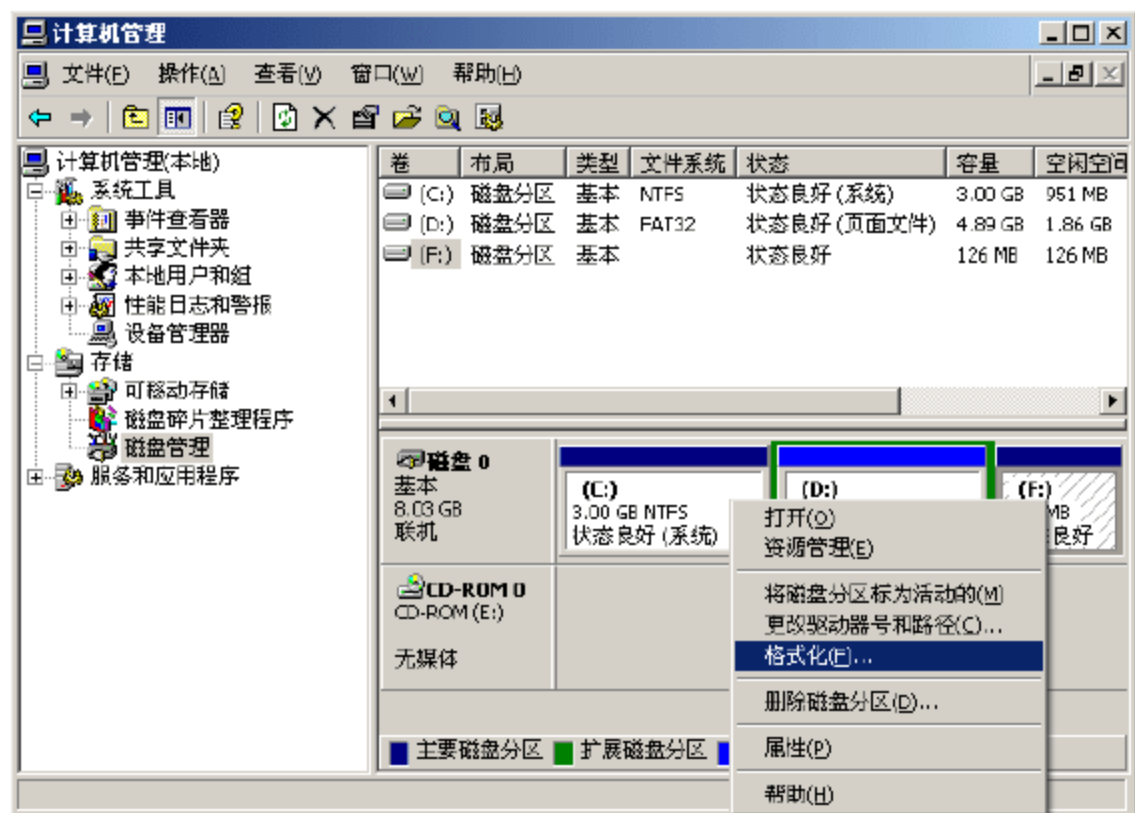 计算机管理
文件(F) 操作(A) 查看(V) 窗口(W) 帮助(H)
计算机管理(本地)
系统工具
事件查看器
共享文件夹
本地用户和组
性能日志和警报
设备管理器
存储
可移动存储
磁盘碎片整理程序
磁盘管理
服务和应用程序
卷 布局 类型 文件系统 状态 容量 空闲空间
(C:) 磁盘分区 基本 NTFS 状态良好 (系统) 3.00 GB 951 MB
(D:) 磁盘分区 基本 FAT32 状态良好 (页面文件) 4.89 GB 1.86 GB
(F:) 磁盘分区 基本 状态良好 126 MB 126 MB
磁盘 0
基本
8.03 GB
联机
(C:)
3.00 GB NTFS
状态良好 (系统)
(D:)
(F:)
MB
良好
CD-ROM 0
CD-ROM (E:)
无媒体
主要磁盘分区 扩展磁盘分区
打开(O)
资源管理(E)
将磁盘分区标为活动的(M)
更改驱动器号和路径(C)...
格式化(F)...
删除磁盘分区(D)...
属性(P)
帮助(H)